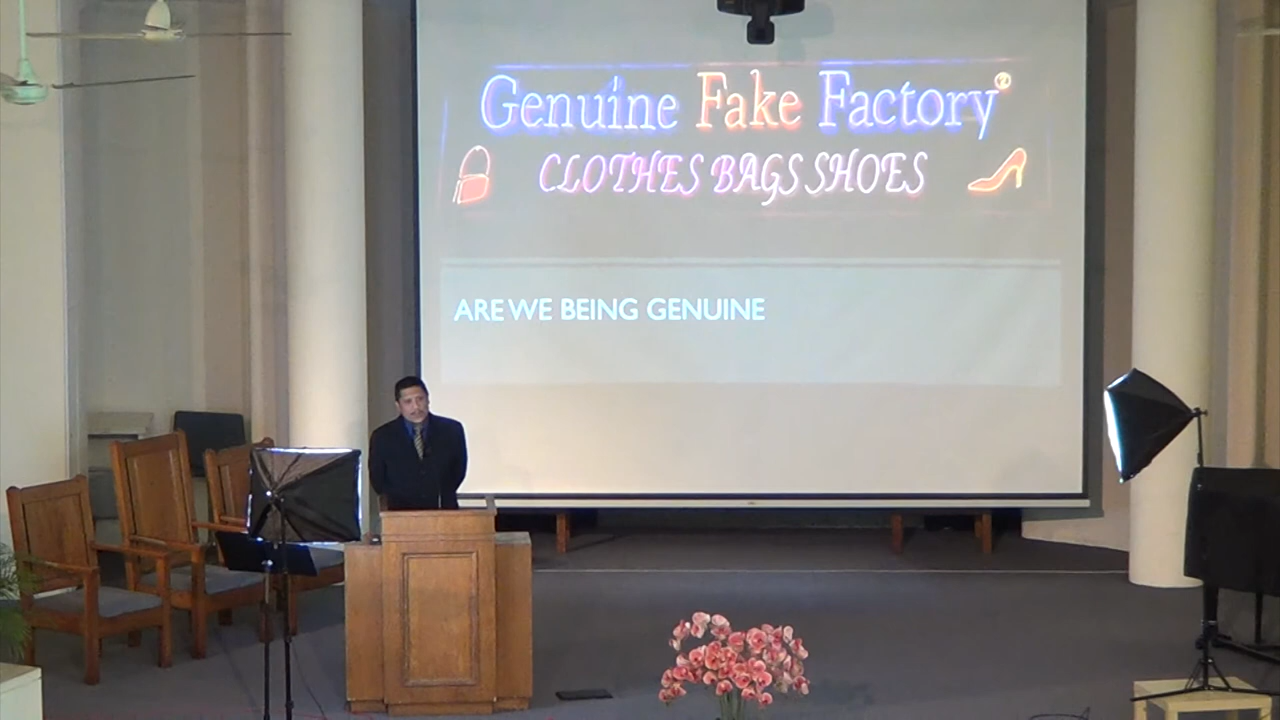 Genuine Fake Factory
CLOTHES BAGS SHOES
ARE WE BEING GENUINE